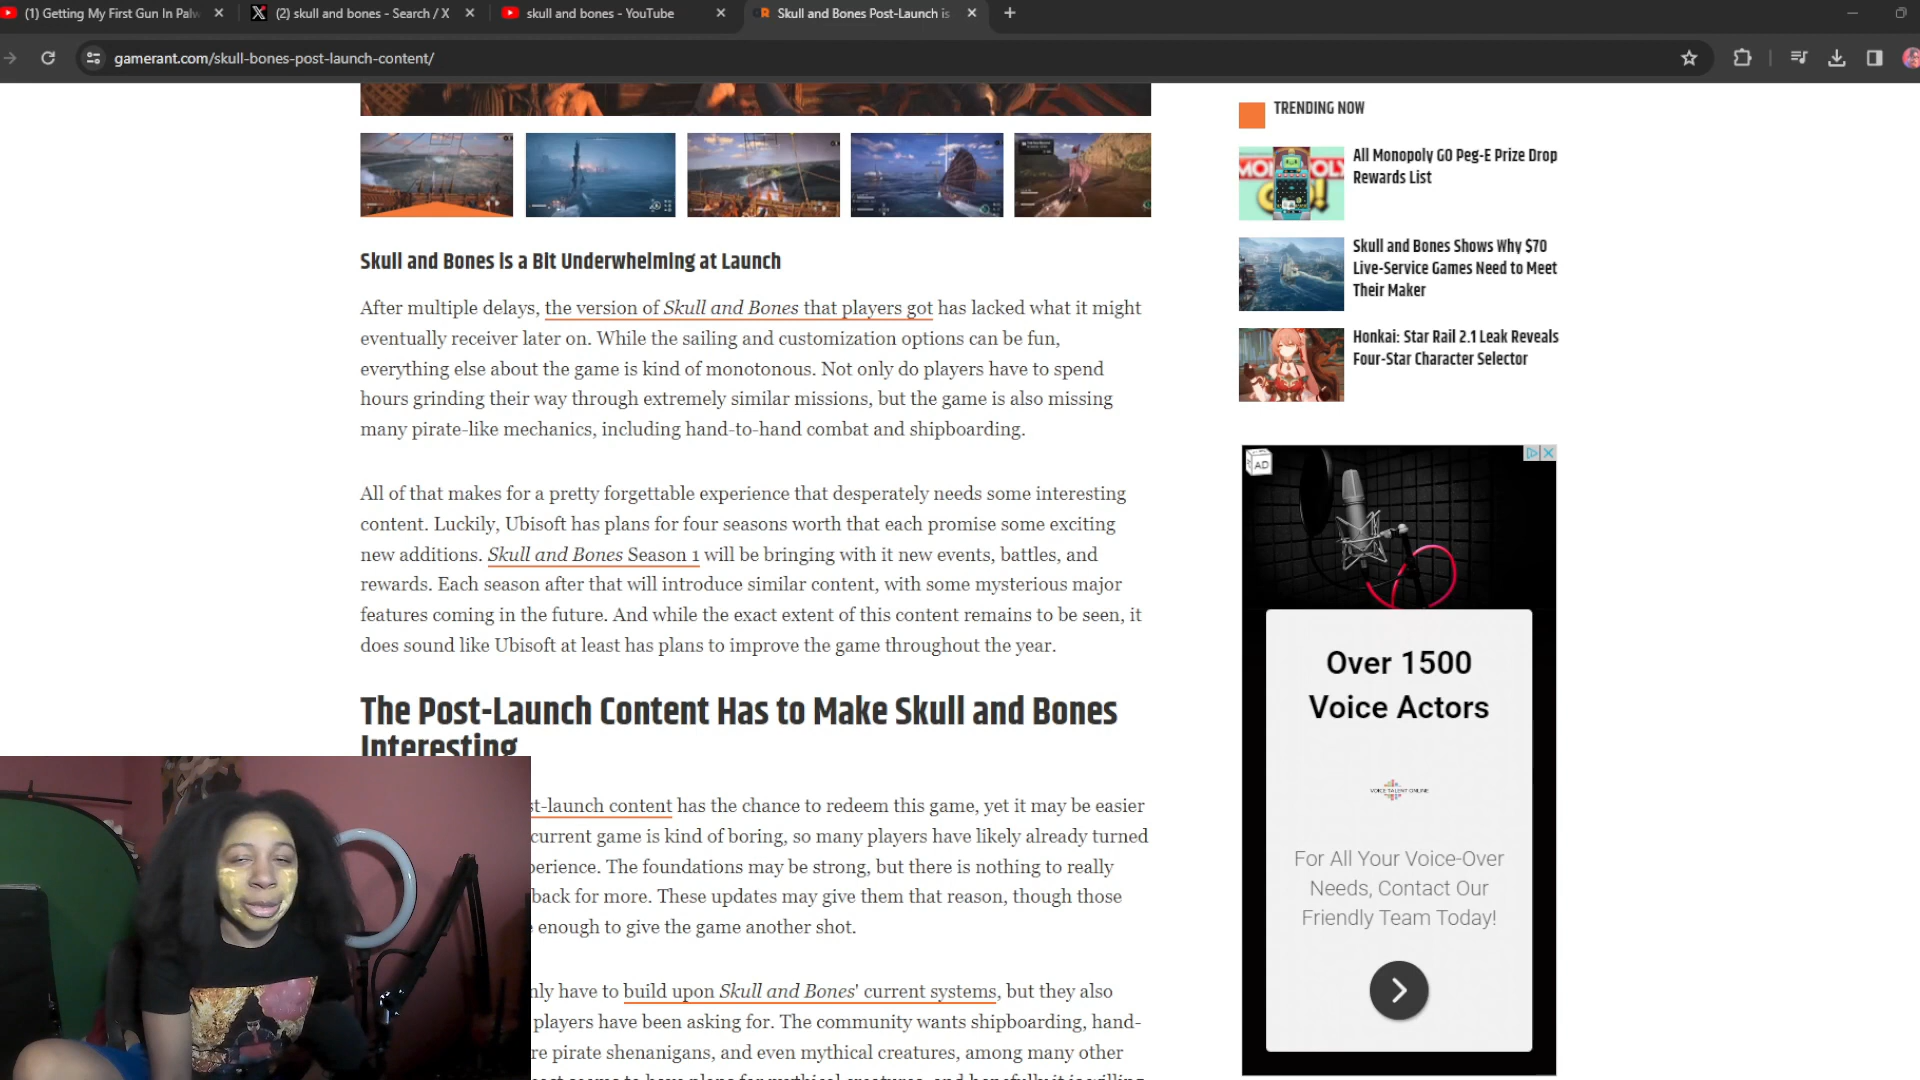 (1) Getting My First Gun In Palw
(2) skull and bones - Search / X
skull and bones - YouTube
Skull and Bones Post-Launch is
gamerant.com/skull-bones-post-launch-content/
TRENDING NOW
All Monopoly GO Peg-E Prize Drop
Rewards List
Skull and Bones Shows Why $70
Live-Service Games Need to Meet
Their Maker
Honkai: Star Rail 2.1 Leak Reveals
Four-Star Character Selector
Skull and Bones is a Bit Underwhelming at Launch
After multiple delays, the version of Skull and Bones that players got has lacked what it might
eventually receiver later on. While the sailing and customization options can be fun,
everything else about the game is kind of monotonous. Not only do players have to spend
hours grinding their way through extremely similar missions, but the game is also missing
many pirate-like mechanics, including hand-to-hand combat and shipboarding.
All of that makes for a pretty forgettable experience that desperately needs some interesting
content. Luckily, Ubisoft has plans for four seasons worth that each promise some exciting
new additions. Skull and Bones Season 1 will be bringing with it new events, battles, and
rewards. Each season after that will introduce similar content, with some mysterious major
features coming in the future. And while the exact extent of this content remains to be seen, it
does sound like Ubisoft at least has plans to improve the game throughout the year.
The Post-Launch Content Has to Make Skull and Bones
Interesting
st-launch content has the chance to redeem this game, yet it may be easier
current game is kind of boring, so many players have likely already turned
perience. The foundations may be strong, but there is nothing to really
back for more. These updates may give them that reason, though those
enough to give the game another shot.
nly have to build upon Skull and Bones' current systems, but they also
players have been asking for. The community wants shipboarding, hand-
re pirate shenanigans, and even mythical creatures, among many other
AD
Over 1500
Voice Actors
VOICE TALENT ONLINE
For All Your Voice-Over
Needs, Contact Our
Friendly Team Today!